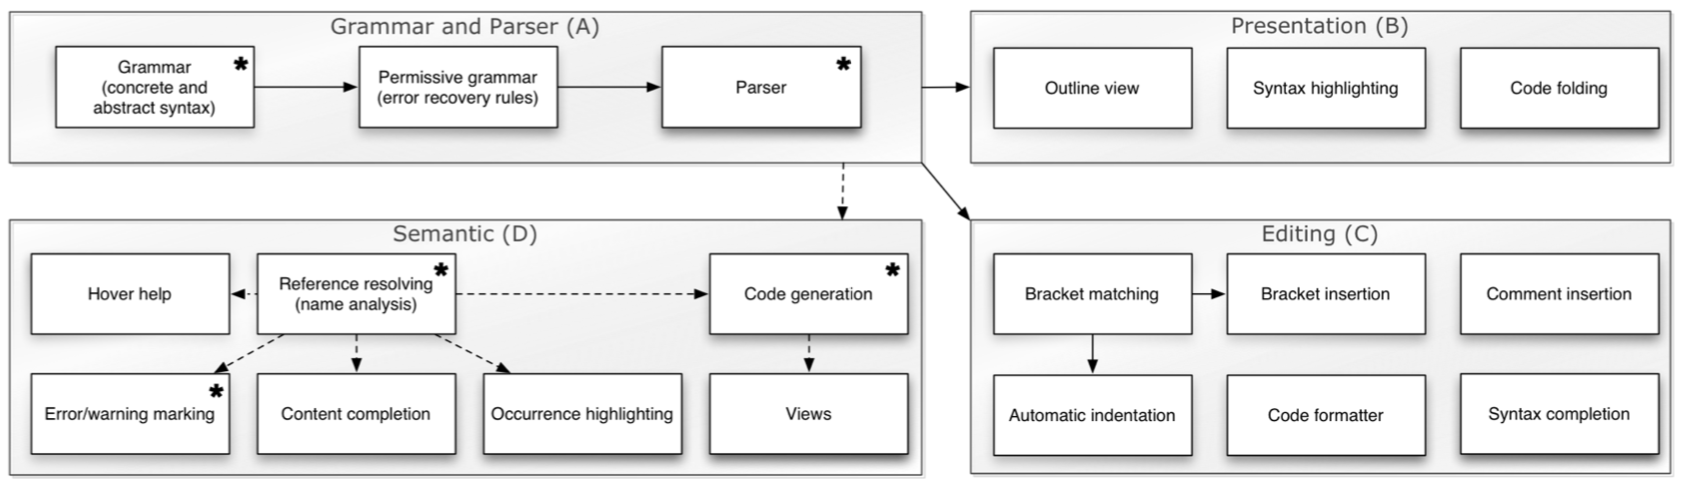 Grammar and Parser (A)
Grammar
(concrete and
abstract syntax)
*
Permissive grammar
(error recovery rules)
Parser
*
Presentation (B)
Outline view
Syntax highlighting
Code folding
Semantic (D)
Hover help
Reference resolving
(name analysis)
*
Code generation
*
Error/warning marking
*
Content completion
Occurrence highlighting
Views
Editing (C)
Bracket matching
Bracket insertion
Comment insertion
Automatic indentation
Code formatter
Syntax completion